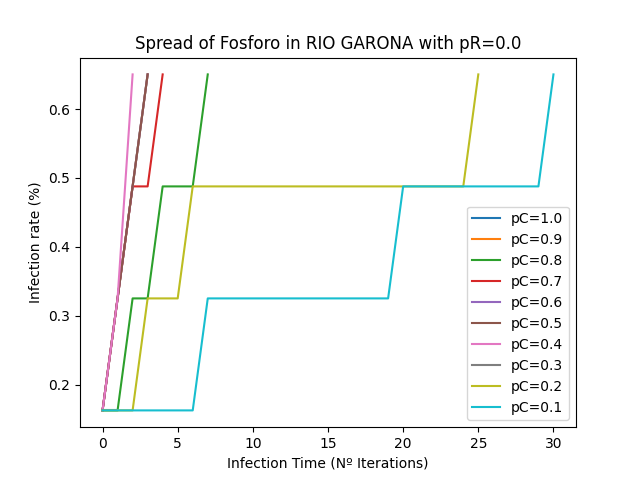 Spread of Fosforo in RIO GARONA with pR=0.0
Infection rate (%)
0.6
0.5
0.4
0.3
0.2
0 5 10 15 20 25 30
Infection Time (Nº Iterations)
pC=1.0
pC=0.9
pC=0.8
pC=0.7
pC=0.6
pC=0.5
pC=0.4
pC=0.3
pC=0.2
pC=0.1